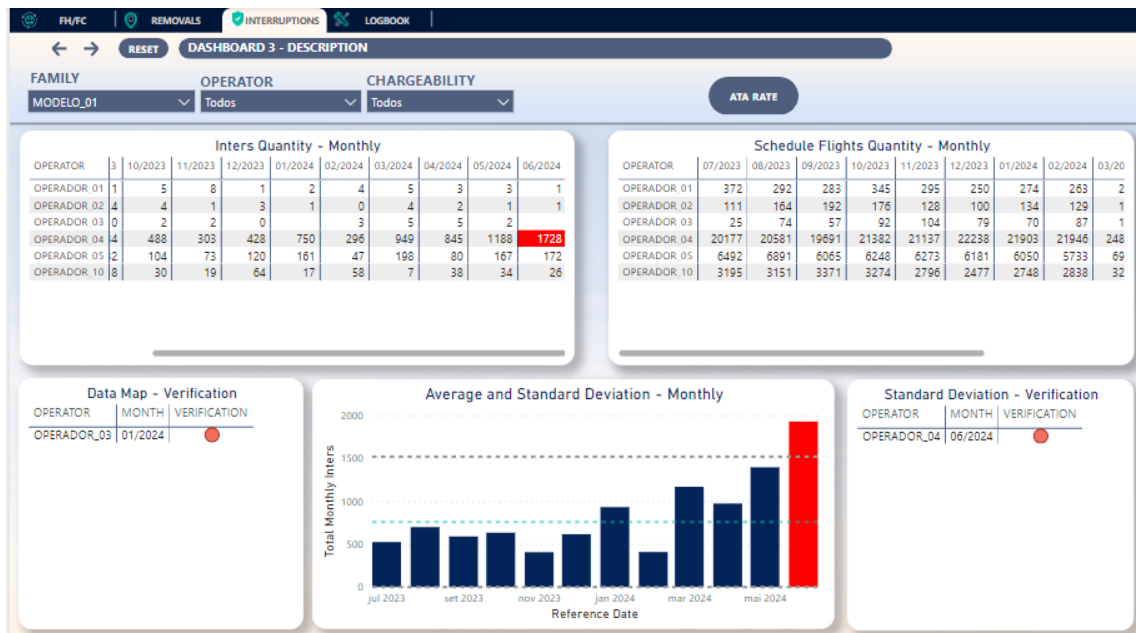 FH/FC REMOVALS INTERRUPTIONS LOGBOOK
RESET DASHBOARD 3 - DESCRIPTION
FAMILY OPERATOR CHARGEABILITY
MODELO_01 Todos Todos ATA RATE
Inters Quantity - Monthly
OPERATOR 3 10/2023 11/2023 12/2023 01/2024 02/2024 03/2024 04/2024 05/2024 06/2024
OPERADOR_01 1 5 8 1 2 4 5 3 3 1
OPERADOR_02 4 4 1 3 1 0 4 2 1 1
OPERADOR_03 0 2 2 0 3 5 5 2
OPERADOR_04 4 488 303 428 750 296 949 845 1188 1728
OPERADOR_05 2 104 73 120 161 47 198 80 167 172
OPERADOR_10 8 30 19 64 17 58 7 38 34 26
Schedule Flights Quantity - Monthly
OPERATOR 07/2023 08/2023 09/2023 10/2023 11/2023 12/2023 01/2024 02/2024 03/20
OPERADOR_01 372 292 283 345 295 250 274 263 2
OPERADOR_02 111 164 192 176 128 100 134 129 1
OPERADOR_03 25 74 57 92 104 79 70 87 1
OPERADOR_04 20177 20581 19691 21382 21137 22238 21903 21946 248
OPERADOR_05 6492 6891 6065 6248 6273 6181 6050 5733 69
OPERADOR_10 3195 3151 3371 3274 2796 2477 2748 2838 32
Data Map - Verification
OPERATOR MONTH VERIFICATION
OPERADOR_03 01/2024
Average and Standard Deviation - Monthly
Total Monthly Inters
2000
1500
1000
500
0
jul 2023 set 2023 nov 2023 jan 2024 mar 2024 mai 2024
Reference Date
Standard Deviation - Verification
OPERATOR MONTH VERIFICATION
OPERADOR_04 06/2024